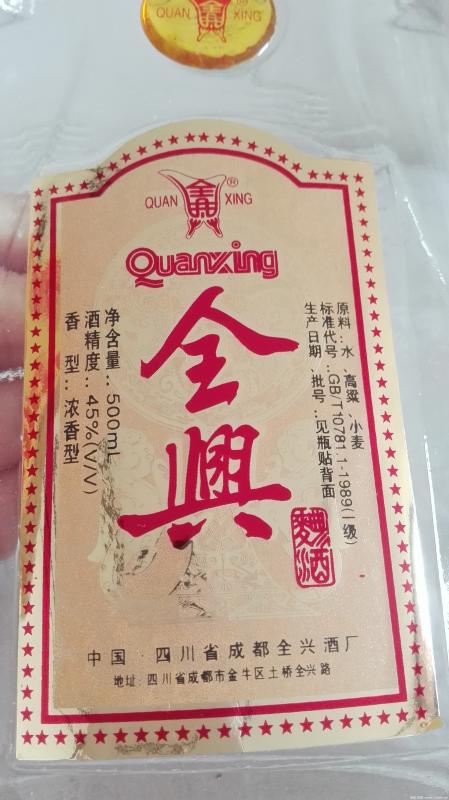 QUAN XING
QUAN XING ®
Quanxing
全興
净含量：500mL
酒精度：45%(V/V)
香 型：浓香型
原料：水、高粱、小麦
标准代号：GB/T10781.1-1989(一级)
生产日期、批号：见瓶贴背面
酒
中国·四川省成都全兴酒厂
地址：四川省成都市金牛区土桥全兴路